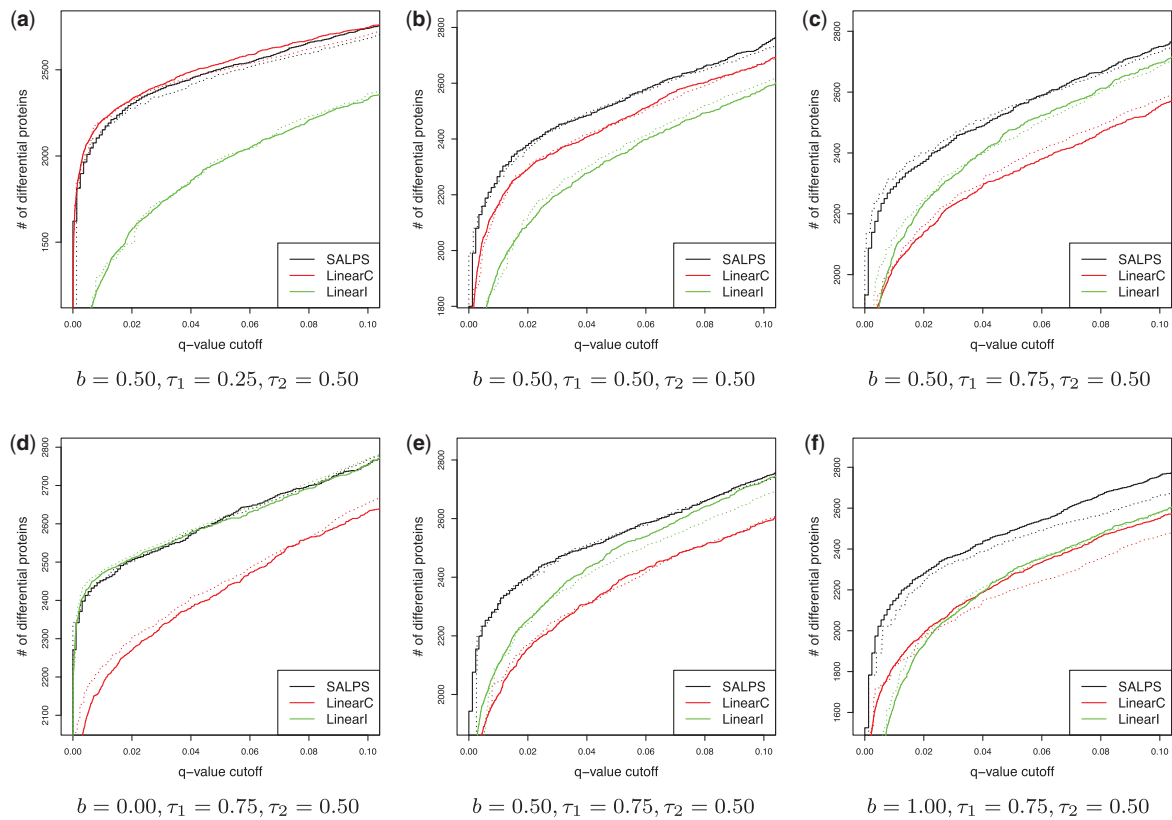 (a)
# of differential proteins
2500
2000
1500
SALPS
LinearC
LinearI
0.00 0.02 0.04 0.06 0.08 0.10
q−value cutoff
b = 0.50, τ1 = 0.25, τ2 = 0.50
(b)
# of differential proteins
2800
2600
2400
2200
2000
1800
SALPS
LinearC
LinearI
0.00 0.02 0.04 0.06 0.08 0.10
q−value cutoff
b = 0.50, τ1 = 0.50, τ2 = 0.50
(c)
# of differential proteins
2800
2600
2400
2200
2000
SALPS
LinearC
LinearI
0.00 0.02 0.04 0.06 0.08 0.10
q−value cutoff
b = 0.50, τ1 = 0.75, τ2 = 0.50
(d)
# of differential proteins
2800
2700
2600
2500
2400
2300
2200
2100
SALPS
LinearC
LinearI
0.00 0.02 0.04 0.06 0.08 0.10
q−value cutoff
b = 0.00, τ1 = 0.75, τ2 = 0.50
(e)
# of differential proteins
2800
2600
2400
2200
2000
SALPS
LinearC
LinearI
0.00 0.02 0.04 0.06 0.08 0.10
q−value cutoff
b = 0.50, τ1 = 0.75, τ2 = 0.50
(f)
# of differential proteins
2800
2600
2400
2200
2000
1800
1600
SALPS
LinearC
LinearI
0.00 0.02 0.04 0.06 0.08 0.10
q−value cutoff
b = 1.00, τ1 = 0.75, τ2 = 0.50